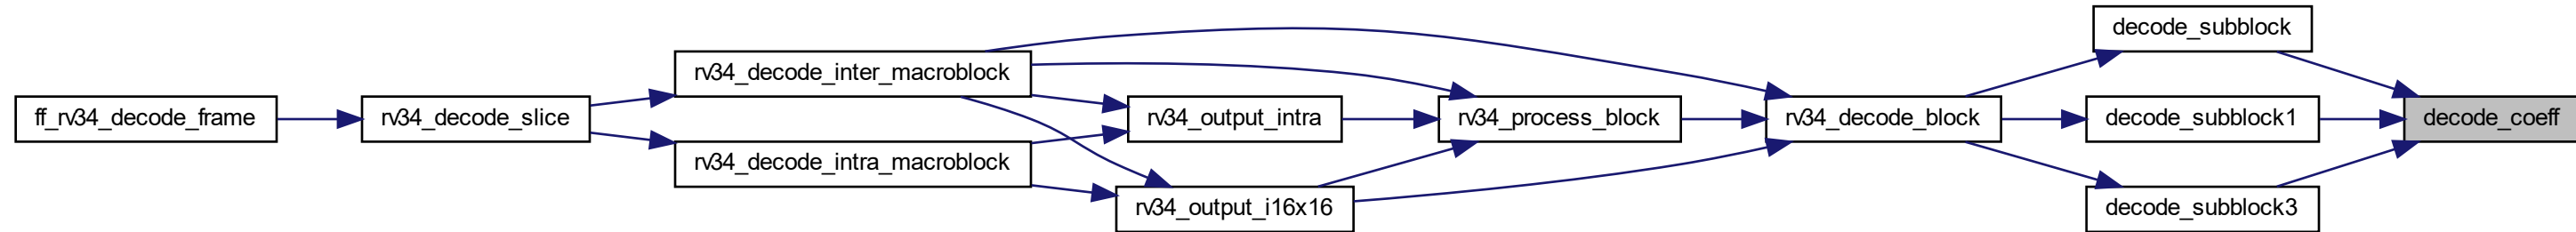 ff_rv34_decode_frame
rv34_decode_slice
rv34_decode_inter_macroblock
rv34_decode_intra_macroblock
rv34_output_intra
rv34_output_i16x16
rv34_process_block
rv34_decode_block
decode_subblock
decode_subblock1
decode_subblock3
decode_coeff